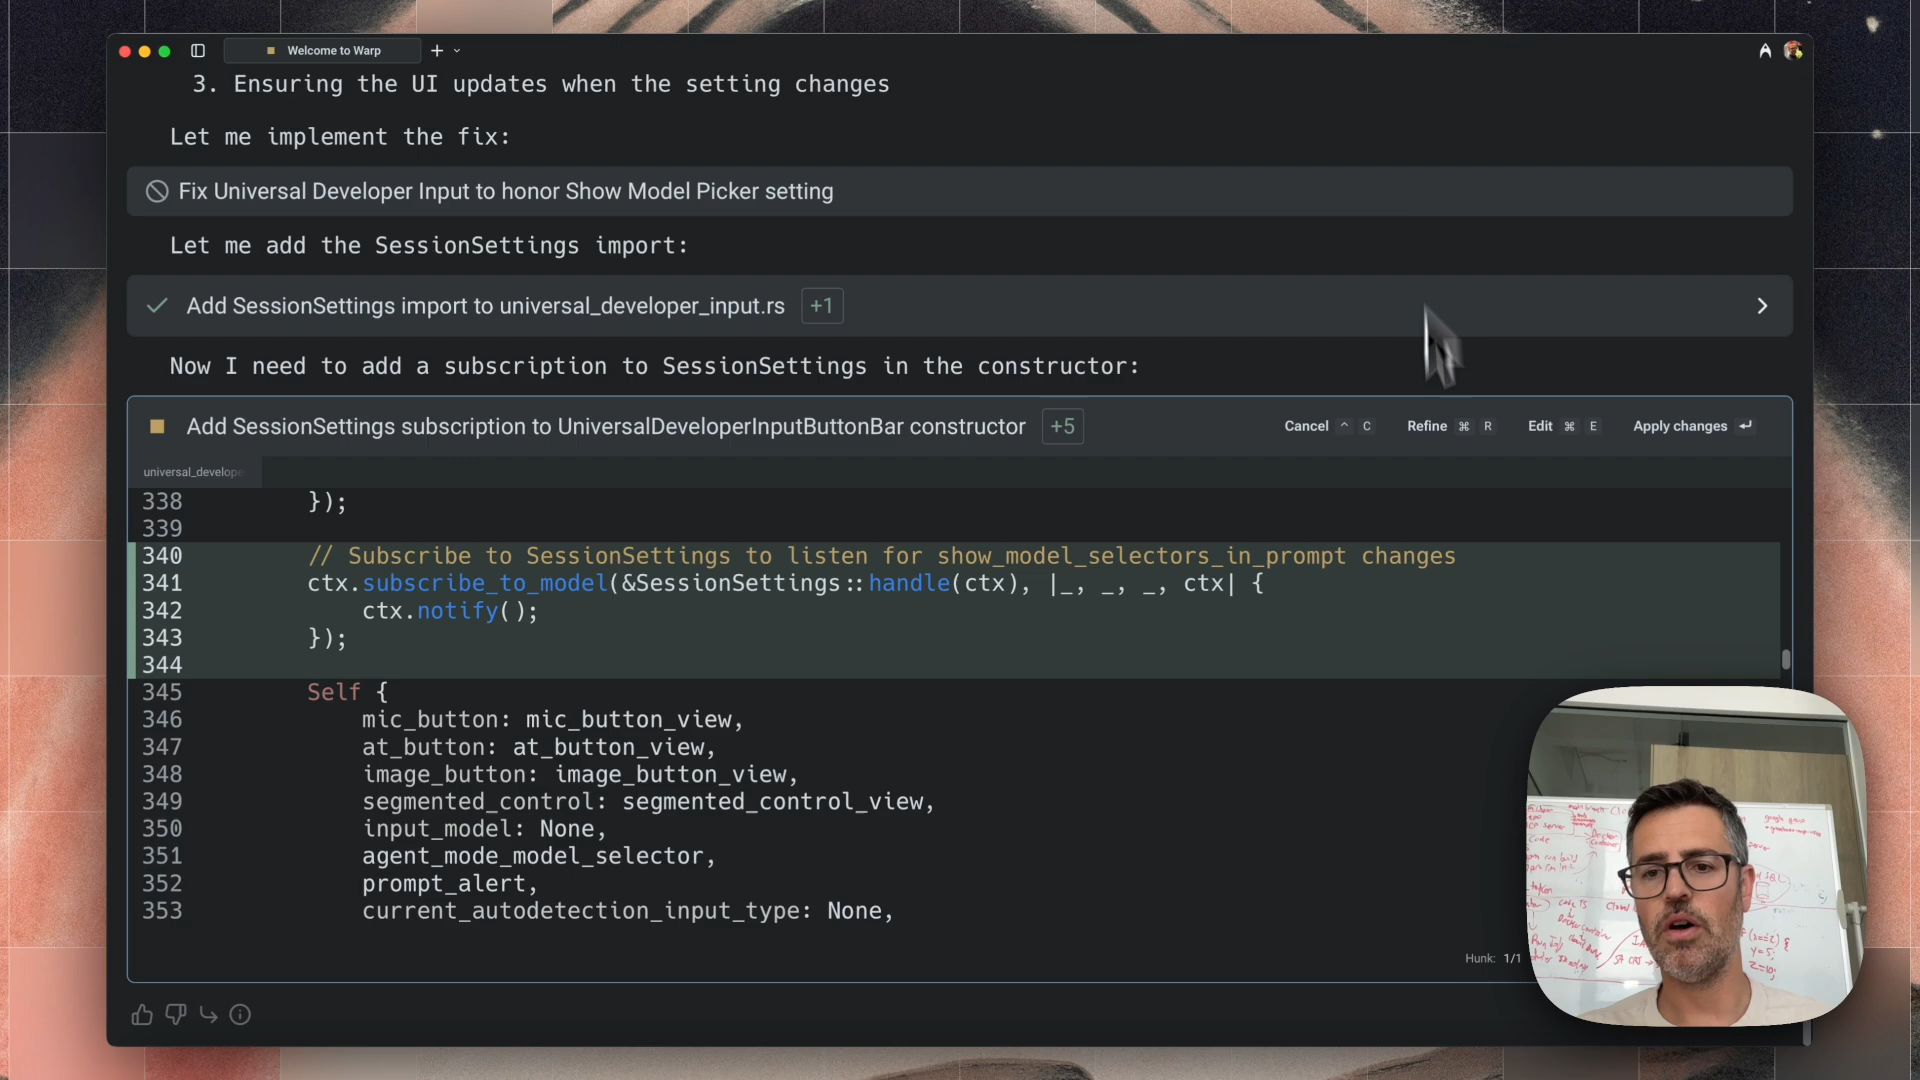 Welcome to Warp
3. Ensuring the UI updates when the setting changes
Let me implement the fix:
Fix Universal Developer Input to honor Show Model Picker setting
Let me add the SessionSettings import:
Add SessionSettings import to universal_developer_input.rs +1
Now I need to add a subscription to SessionSettings in the constructor:
Add SessionSettings subscription to UniversalDeveloperInputButtonBar constructor +5
Cancel ^ C Refine ⌘ R Edit ⌘ E Apply changes ↵
universal_develope
338 });
339
340 // Subscribe to SessionSettings to listen for show_model_selectors_in_prompt changes
341 ctx.subscribe_to_model(&SessionSettings::handle(ctx), |_, _, _, ctx| {
342 ctx.notify();
343 });
344
345 Self {
346 mic_button: mic_button_view,
347 at_button: at_button_view,
348 image_button: image_button_view,
349 segmented_control: segmented_control_view,
350 input_model: None,
351 agent_mode_model_selector,
352 prompt_alert,
353 current_autodetection_input_type: None,
Hunk: 1/1